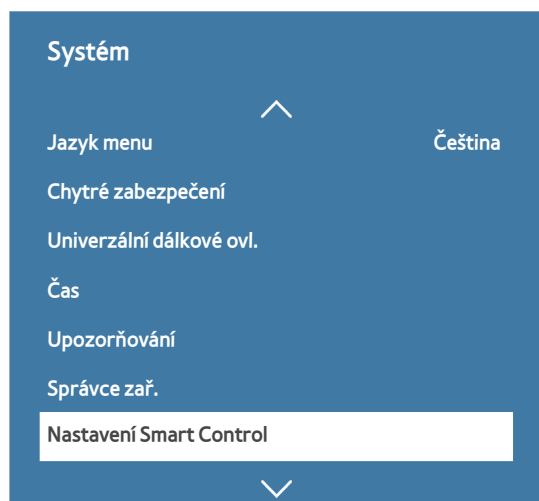 Systém
Jazyk menu Čeština
Chytré zabezpečení
Univerzální dálkové ovl.
Čas
Upozorňování
Správce zař.
Nastavení Smart Control